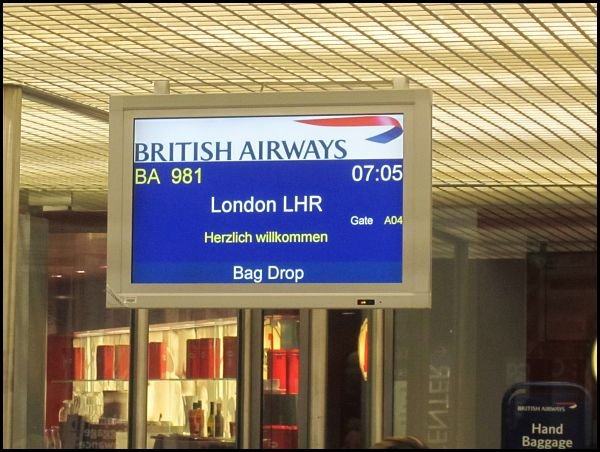 BRITISH AIRWAYS
BA 981 07:05
London LHR
Gate A04
Herzlich willkommen
Bag Drop
BRITISH AIRWAYS
Hand
Baggage